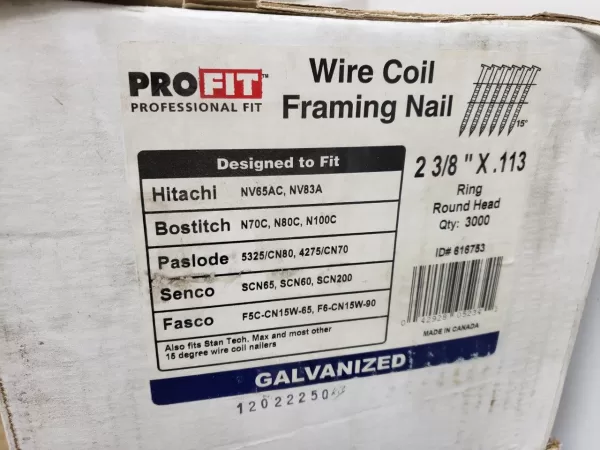 PROFIT™
PROFESSIONAL FIT
Wire Coil
Framing Nail
15°
2 3/8 " X .113
Ring
Round Head
Qty: 3000
ID# 616753
Designed to Fit
Hitachi NV65AC, NV83A
Bostitch N70C, N80C, N100C
Paslode 5325/CN80, 4275/CN70
Senco SCN65, SCN60, SCN200
Fasco F5C-CN15W-65, F6-CN15W-90
Also fits Stan Tech. Max and most other
15 degree wire coil nailers
MADE IN CANADA
GALVANIZED